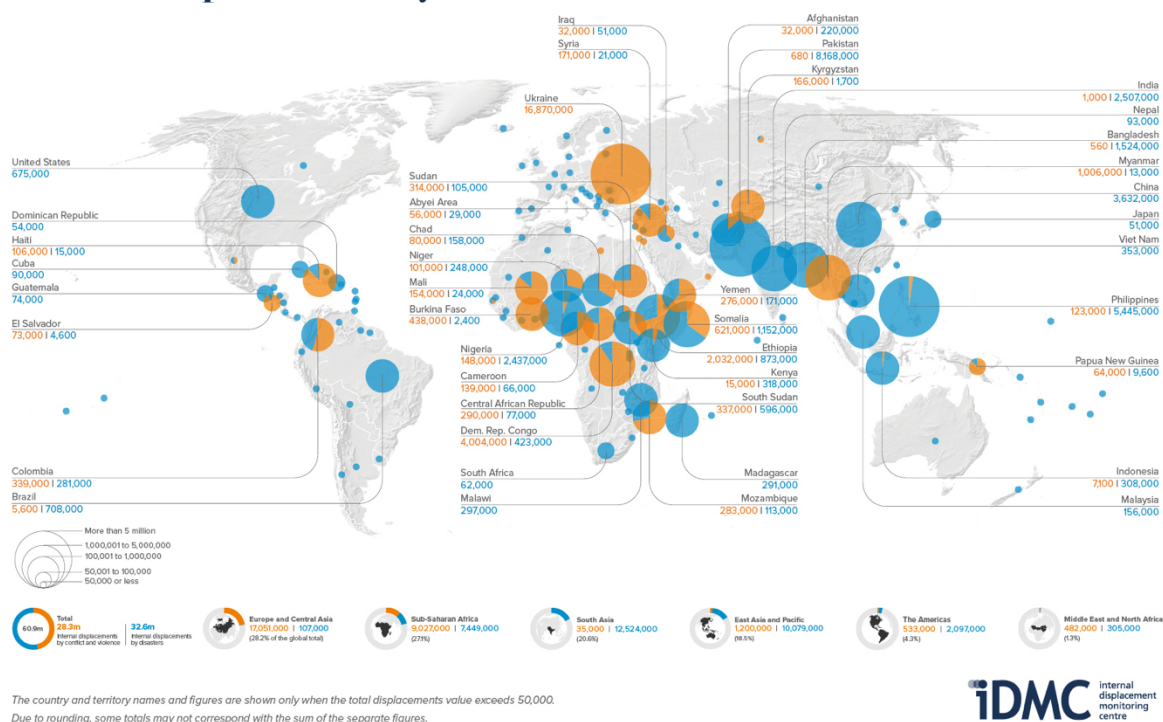 Iraq
32,000 | 51,000
Syria
171,000 | 21,000
Afghanistan
32,000 | 220,000
Pakistan
680 | 8,168,000
Kyrgyzstan
166,000 | 1,700
India
1,000 | 2,507,000
Nepal
93,000
Bangladesh
560 | 1,524,000
Myanmar
1,006,000 | 13,000
China
3,632,000
Japan
51,000
Viet Nam
353,000
Philippines
123,000 | 5,445,000
Papua New Guinea
64,000 | 9,600
Indonesia
7,100 | 308,000
Malaysia
156,000
Ukraine
16,870,000
Sudan
314,000 | 105,000
Abyei Area
56,000 | 29,000
Chad
80,000 | 158,000
Niger
101,000 | 248,000
Mali
154,000 | 24,000
Burkina Faso
438,000 | 2,400
Nigeria
148,000 | 2,437,000
Cameroon
139,000 | 66,000
Central African Republic
290,000 | 77,000
Dem. Rep. Congo
4,004,000 | 423,000
South Africa
62,000
Malawi
297,000
Yemen
276,000 | 171,000
Somalia
621,000 | 1,152,000
Ethiopia
2,032,000 | 873,000
Kenya
15,000 | 318,000
South Sudan
337,000 | 596,000
Madagascar
291,000
Mozambique
283,000 | 113,000
United States
675,000
Dominican Republic
54,000
Haiti
106,000 | 15,000
Cuba
90,000
Guatemala
74,000
El Salvador
73,000 | 4,600
Colombia
339,000 | 281,000
Brazil
5,600 | 708,000
More than 5 million
1,000,001 to 5,000,000
100,001 to 1,000,000
50,001 to 100,000
50,000 or less
60.9m
Total
28.3m
Internal displacements
by conflict and violence
32.6m
Internal displacements
by disasters
Europe and Central Asia
17,051,000 | 107,000
(28.2% of the global total)
Sub-Saharan Africa
9,027,000 | 7,449,000
(27.1%)
South Asia
35,000 | 12,524,000
(20.6%)
East Asia and Pacific
1,200,000 | 10,079,000
(18.5%)
The Americas
533,000 | 2,097,000
(4.3%)
Middle East and North Africa
482,000 | 305,000
(1.3%)
The country and territory names and figures are shown only when the total displacements value exceeds 50,000.
Due to rounding, some totals may not correspond with the sum of the separate figures.
iDMC
internal
displacement
monitoring
centre